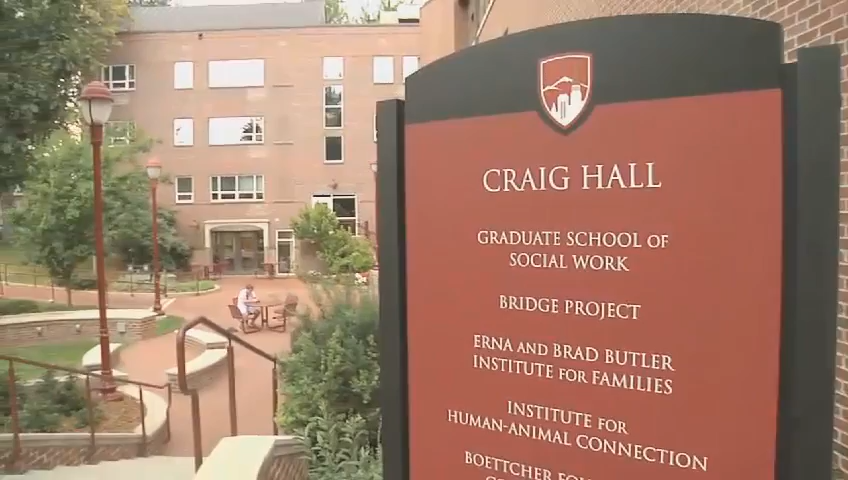 CRAIG HALL
GRADUATE SCHOOL OF
SOCIAL WORK
BRIDGE PROJECT
ERNA AND BRAD BUTLER
INSTITUTE FOR FAMILIES
INSTITUTE FOR
HUMAN-ANIMAL CONNECTION
BOETTCHER